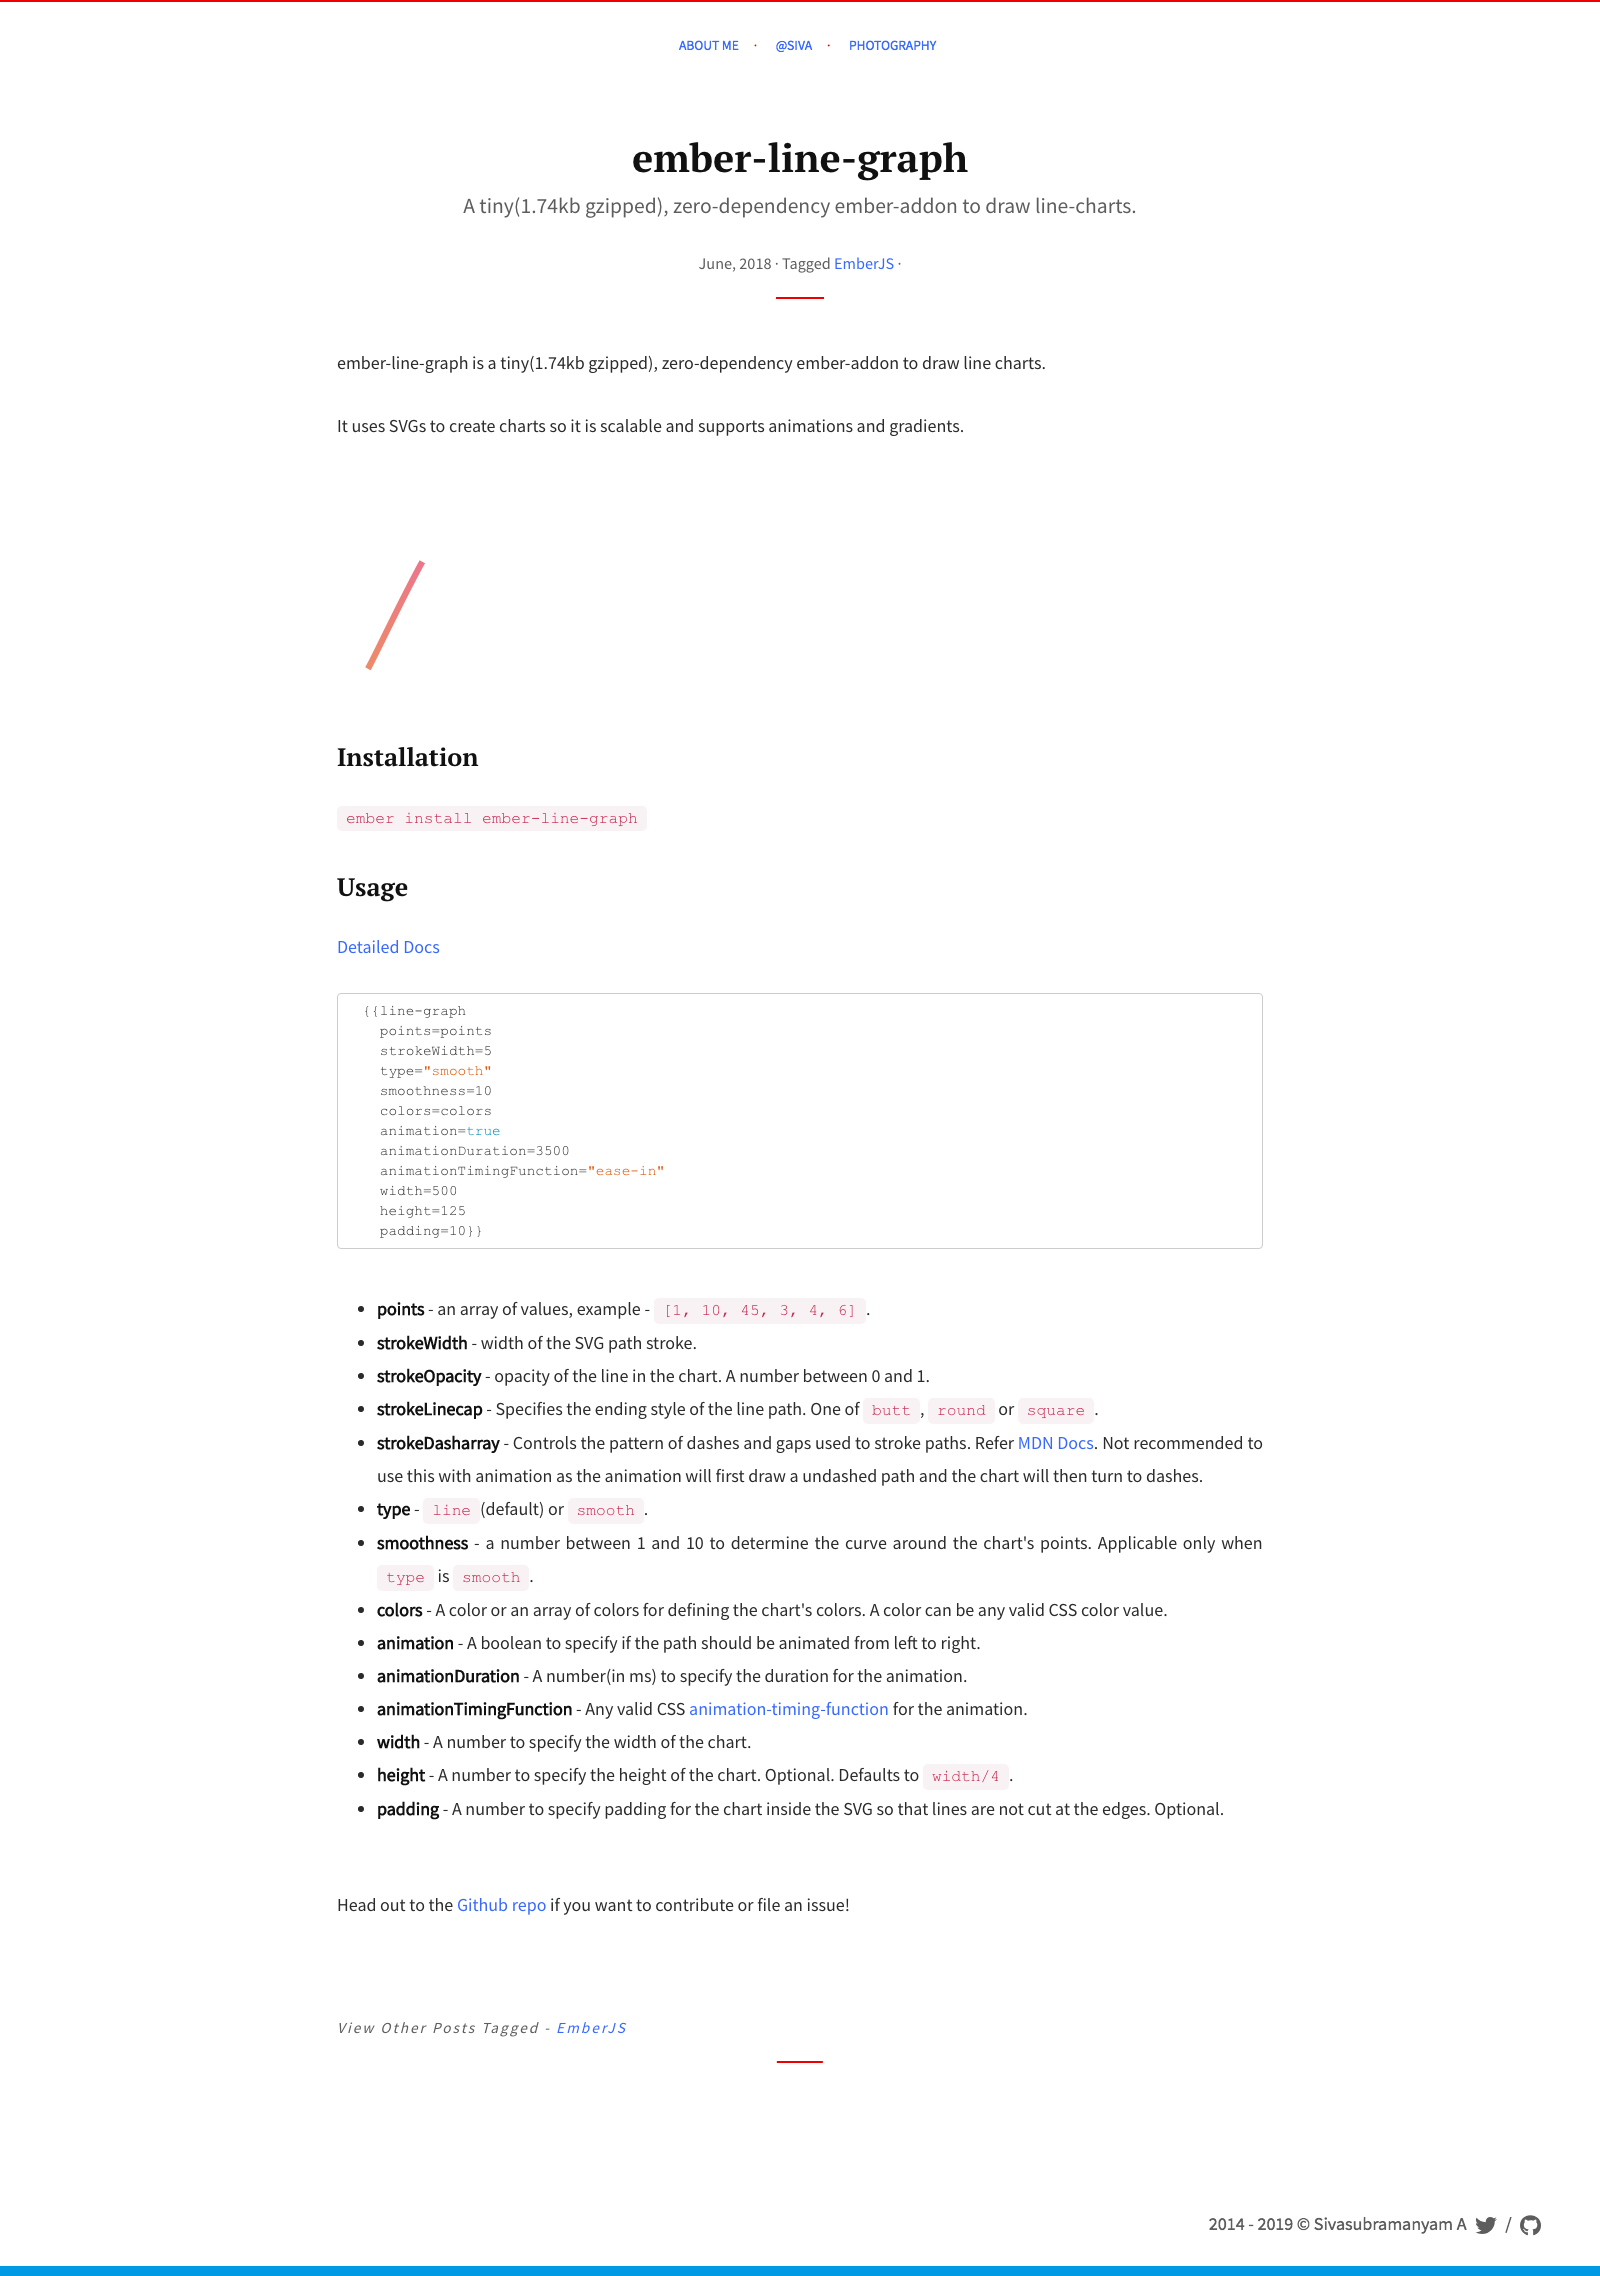 ABOUT ME · @SIVA · PHOTOGRAPHY
ember-line-graph
A tiny(1.74kb gzipped), zero-dependency ember-addon to draw line-charts.
June, 2018 · Tagged EmberJS ·
ember-line-graph is a tiny(1.74kb gzipped), zero-dependency ember-addon to draw line charts.
It uses SVGs to create charts so it is scalable and supports animations and gradients.
Installation
ember install ember-line-graph
Usage
Detailed Docs
{{line-graph
points=points
strokeWidth=5
type="smooth"
smoothness=10
colors=colors
animation=true
animationDuration=3500
animationTimingFunction="ease-in"
width=500
height=125
padding=10}}
• points - an array of values, example - [1, 10, 45, 3, 4, 6] .
• strokeWidth - width of the SVG path stroke.
• strokeOpacity - opacity of the line in the chart. A number between 0 and 1.
• strokeLinecap - Specifies the ending style of the line path. One of butt , round or square .
• strokeDasharray - Controls the pattern of dashes and gaps used to stroke paths. Refer MDN Docs. Not recommended to
use this with animation as the animation will first draw a undashed path and the chart will then turn to dashes.
• type - line (default) or smooth .
• smoothness - a number between 1 and 10 to determine the curve around the chart's points. Applicable only when
type is smooth .
• colors - A color or an array of colors for defining the chart's colors. A color can be any valid CSS color value.
• animation - A boolean to specify if the path should be animated from left to right.
• animationDuration - A number(in ms) to specify the duration for the animation.
• animationTimingFunction - Any valid CSS animation-timing-function for the animation.
• width - A number to specify the width of the chart.
• height - A number to specify the height of the chart. Optional. Defaults to width/4 .
• padding - A number to specify padding for the chart inside the SVG so that lines are not cut at the edges. Optional.
Head out to the Github repo if you want to contribute or file an issue!
View Other Posts Tagged - EmberJS
2014 - 2019 © Sivasubramanyam A /